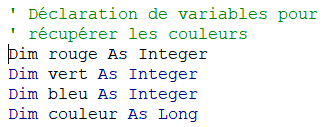 ' Déclaration de variables pour
' récupérer les couleurs
Dim rouge As Integer
Dim vert As Integer
Dim bleu As Integer
Dim couleur As Long